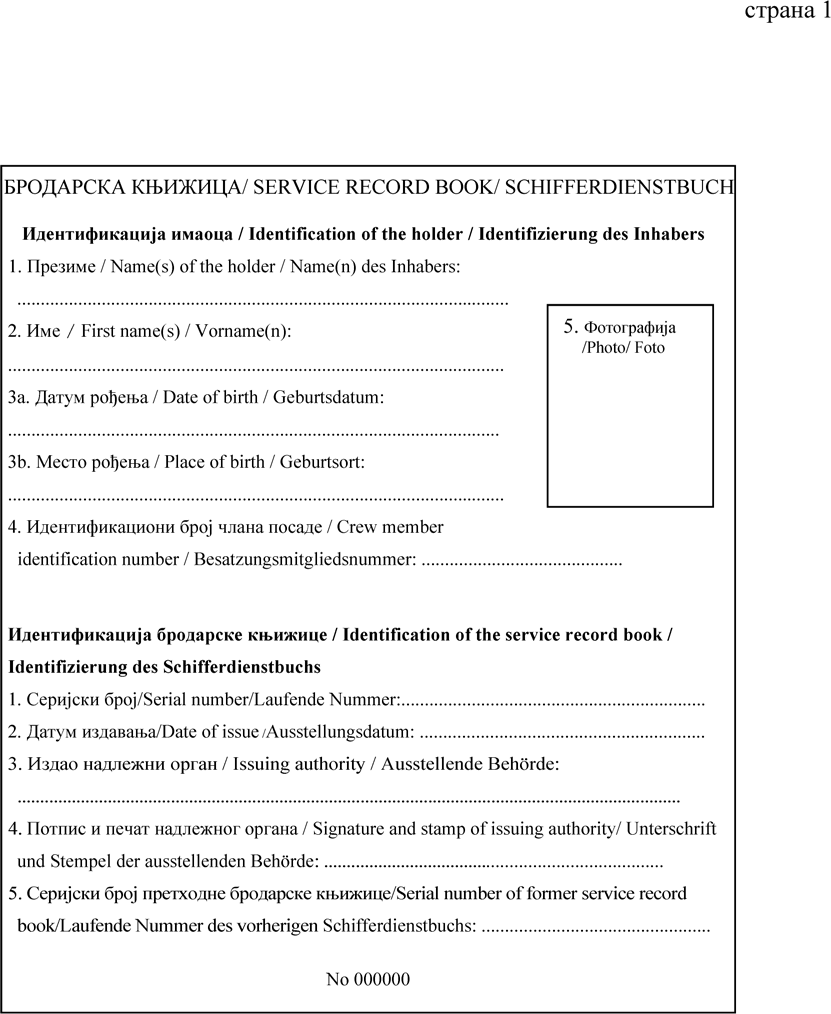 страна 1
БРОДАРСКА КЊИЖИЦА/ SERVICE RECORD BOOK/ SCHIFFERDIENSTBUCH
Идентификација имаоца / Identification of the holder / Identifizierung des Inhabers
1. Презиме / Name(s) of the holder / Name(n) des Inhabers:
..........................................................................................................
2. Име / First name(s) / Vorname(n):
...........................................................................................................
3a. Датум рођења / Date of birth / Geburtsdatum:
..........................................................................................................
3b. Место рођења / Place of birth / Geburtsort:
...........................................................................................................
5. Фотографија
/Photo/ Foto
4. Идентификациони број члана посаде / Crew member
identification number / Besatzungsmitgliedsnummer: ...........................................
Идентификација бродарске књижице / Identification of the service record book /
Identifizierung des Schifferdienstbuchs
1. Серијски број/Serial number/Laufende Nummer:.................................................................
2. Датум издавања/Date of issue /Ausstellungsdatum: .............................................................
3. Издао надлежни орган / Issuing authority / Ausstellende Behörde:
..................................................................................................................................................
4. Потпис и печат надлежног органа / Signature and stamp of issuing authority/ Unterschrift
und Stempel der ausstellenden Behörde: .........................................................................
5. Серијски број претходне бродарске књижице/Serial number of former service record
book/Laufende Nummer des vorherigen Schifferdienstbuchs: .................................................
No 000000